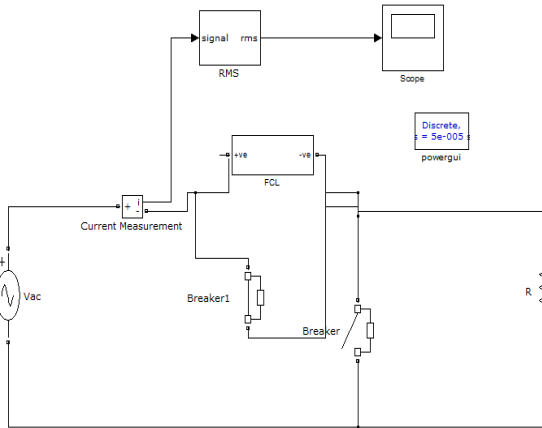 signal rms
RMS
Scope
Discrete,
s = 5e-005 s
powergui
+ve -ve
FCL
+ i
-
Current Measurement
+
Vac
Breaker1
Breaker
R